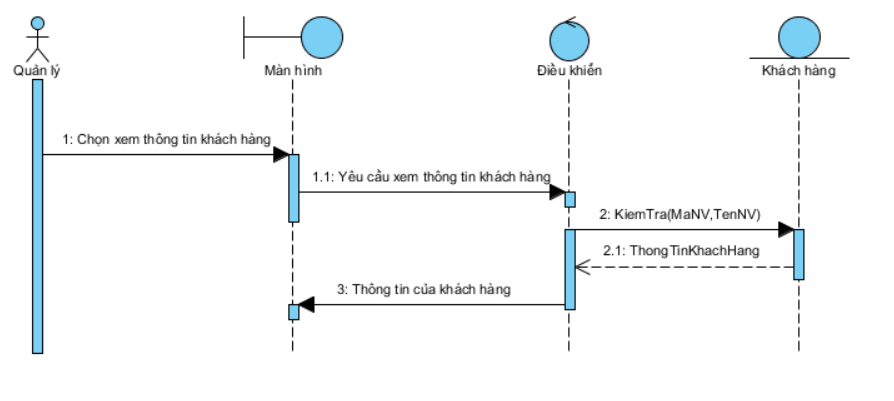 Quản lý
Màn hình
Điều khiển
Khách hàng
1: Chọn xem thông tin khách hàng
1.1: Yêu cầu xem thông tin khách hàng
2: KiemTra(MaNV,TenNV)
2.1: ThongTinKhachHang
3: Thông tin của khách hàng